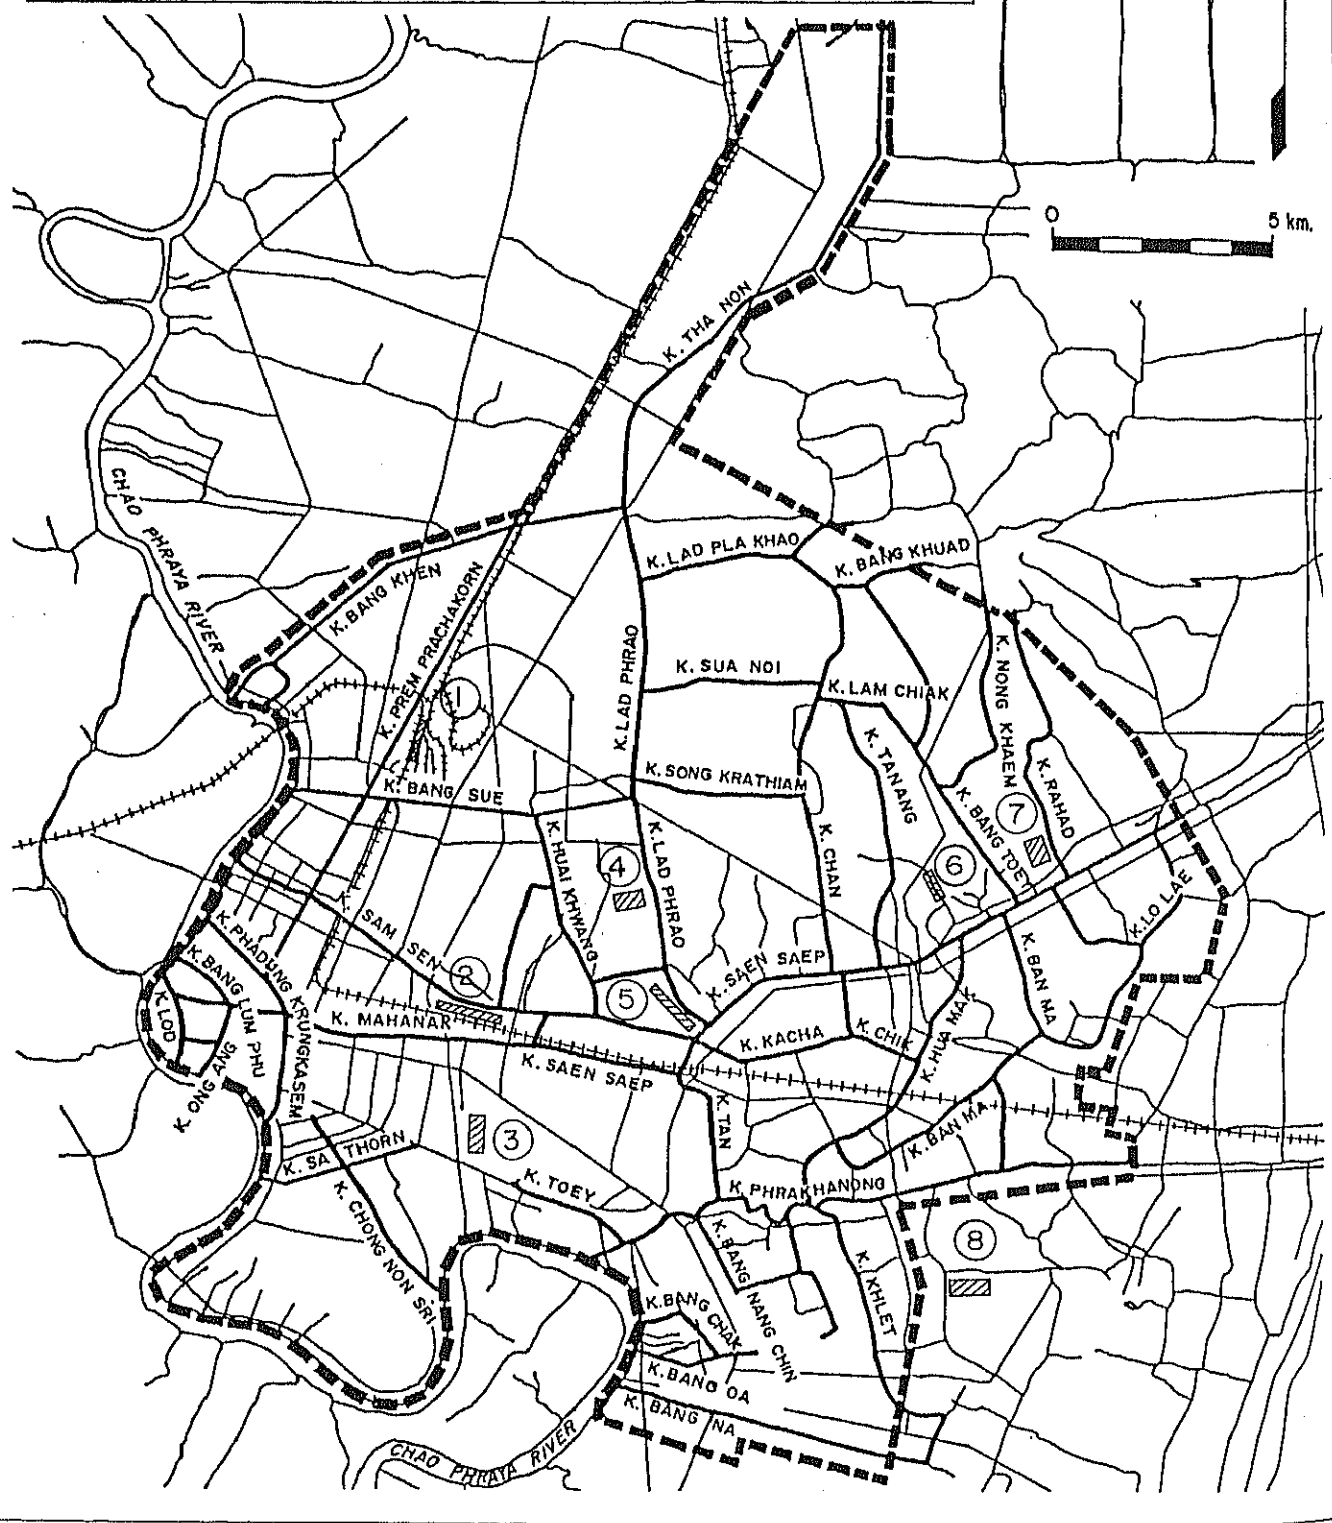 0
5 km.
K. THA NON
CHAO PHRAYA RIVER
K. LAD PLA KHAO
K. BANG KHUAD
K. BANG KHEN
K. PREM PRACHAKORN
K. LAD PHRAO
K. SUA NOI
K. LAM CHIAK
K. NONG KHAEM
1
K. TANANG
K. SONG KRATHIAM
K. BANG SUE
K. RAHAD
K. BANG TOEY
7
K. HUAI KHWANG
4
K. LAD PHRAO
K. CHAN
6
K. LO LAE
K. SAM SEN
K. PHADUNG KRUNGKASEM
K. BANG LUM PHU
K. LOD
2
5
K. SAEN SAEP
K. BAN MA
K. MAHANAK
K. KACHA
K. CHIK
K. HUA MAK
K. ONG ANG
K. SAEN SAEP
K. TAN
K. BAN MA
3
K. SA THORN
K. TOEY
K. PHRAKHANONG
K. CHONG NON SRI
K. BANG NANG CHIN
K. KHLET
8
K. BANG CHAK
K. BANG OA
K. BANG NA
CHAO PHRAYA RIVER